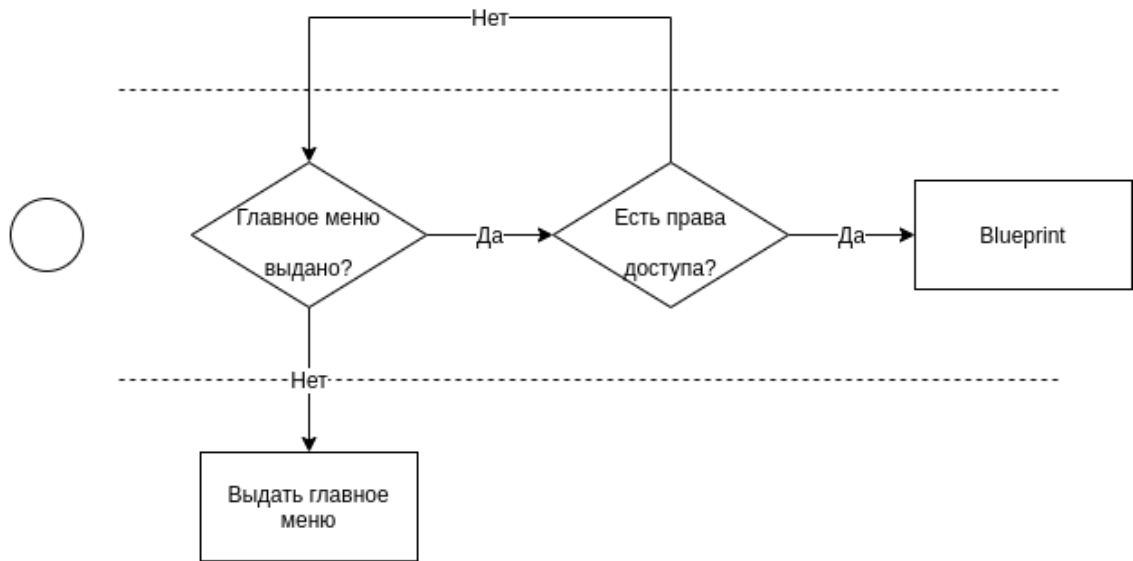 Нет
Главное меню
выдано?
Да
Есть права
доступа?
Да
Blueprint
Нет
Выдать главное
меню